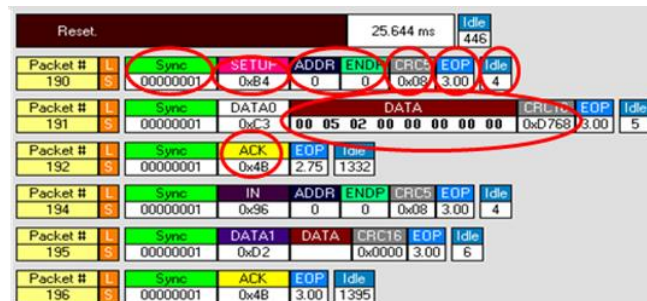 Reset. 25.644 ms Idle
446
Packet # L Sync SETUP ADDR ENDP CRC5 EOP Idle
190 S 00000001 0xB4 0 0 0x08 3.00 4
Packet # L Sync DATA0 DATA CRC16 EOP Idle
191 S 00000001 0xC3 00 05 02 00 00 00 00 00 0xD768 3.00 5
Packet # L Sync ACK EOP Idle
192 S 00000001 0x4B 2.75 1332
Packet # L Sync IN ADDR ENDP CRC5 EOP Idle
194 S 00000001 0x96 0 0 0x08 3.00 4
Packet # L Sync DATA1 DATA CRC16 EOP Idle
195 S 00000001 0xD2 0x0000 3.00 6
Packet # L Sync ACK EOP Idle
196 S 00000001 0x4B 3.00 1395